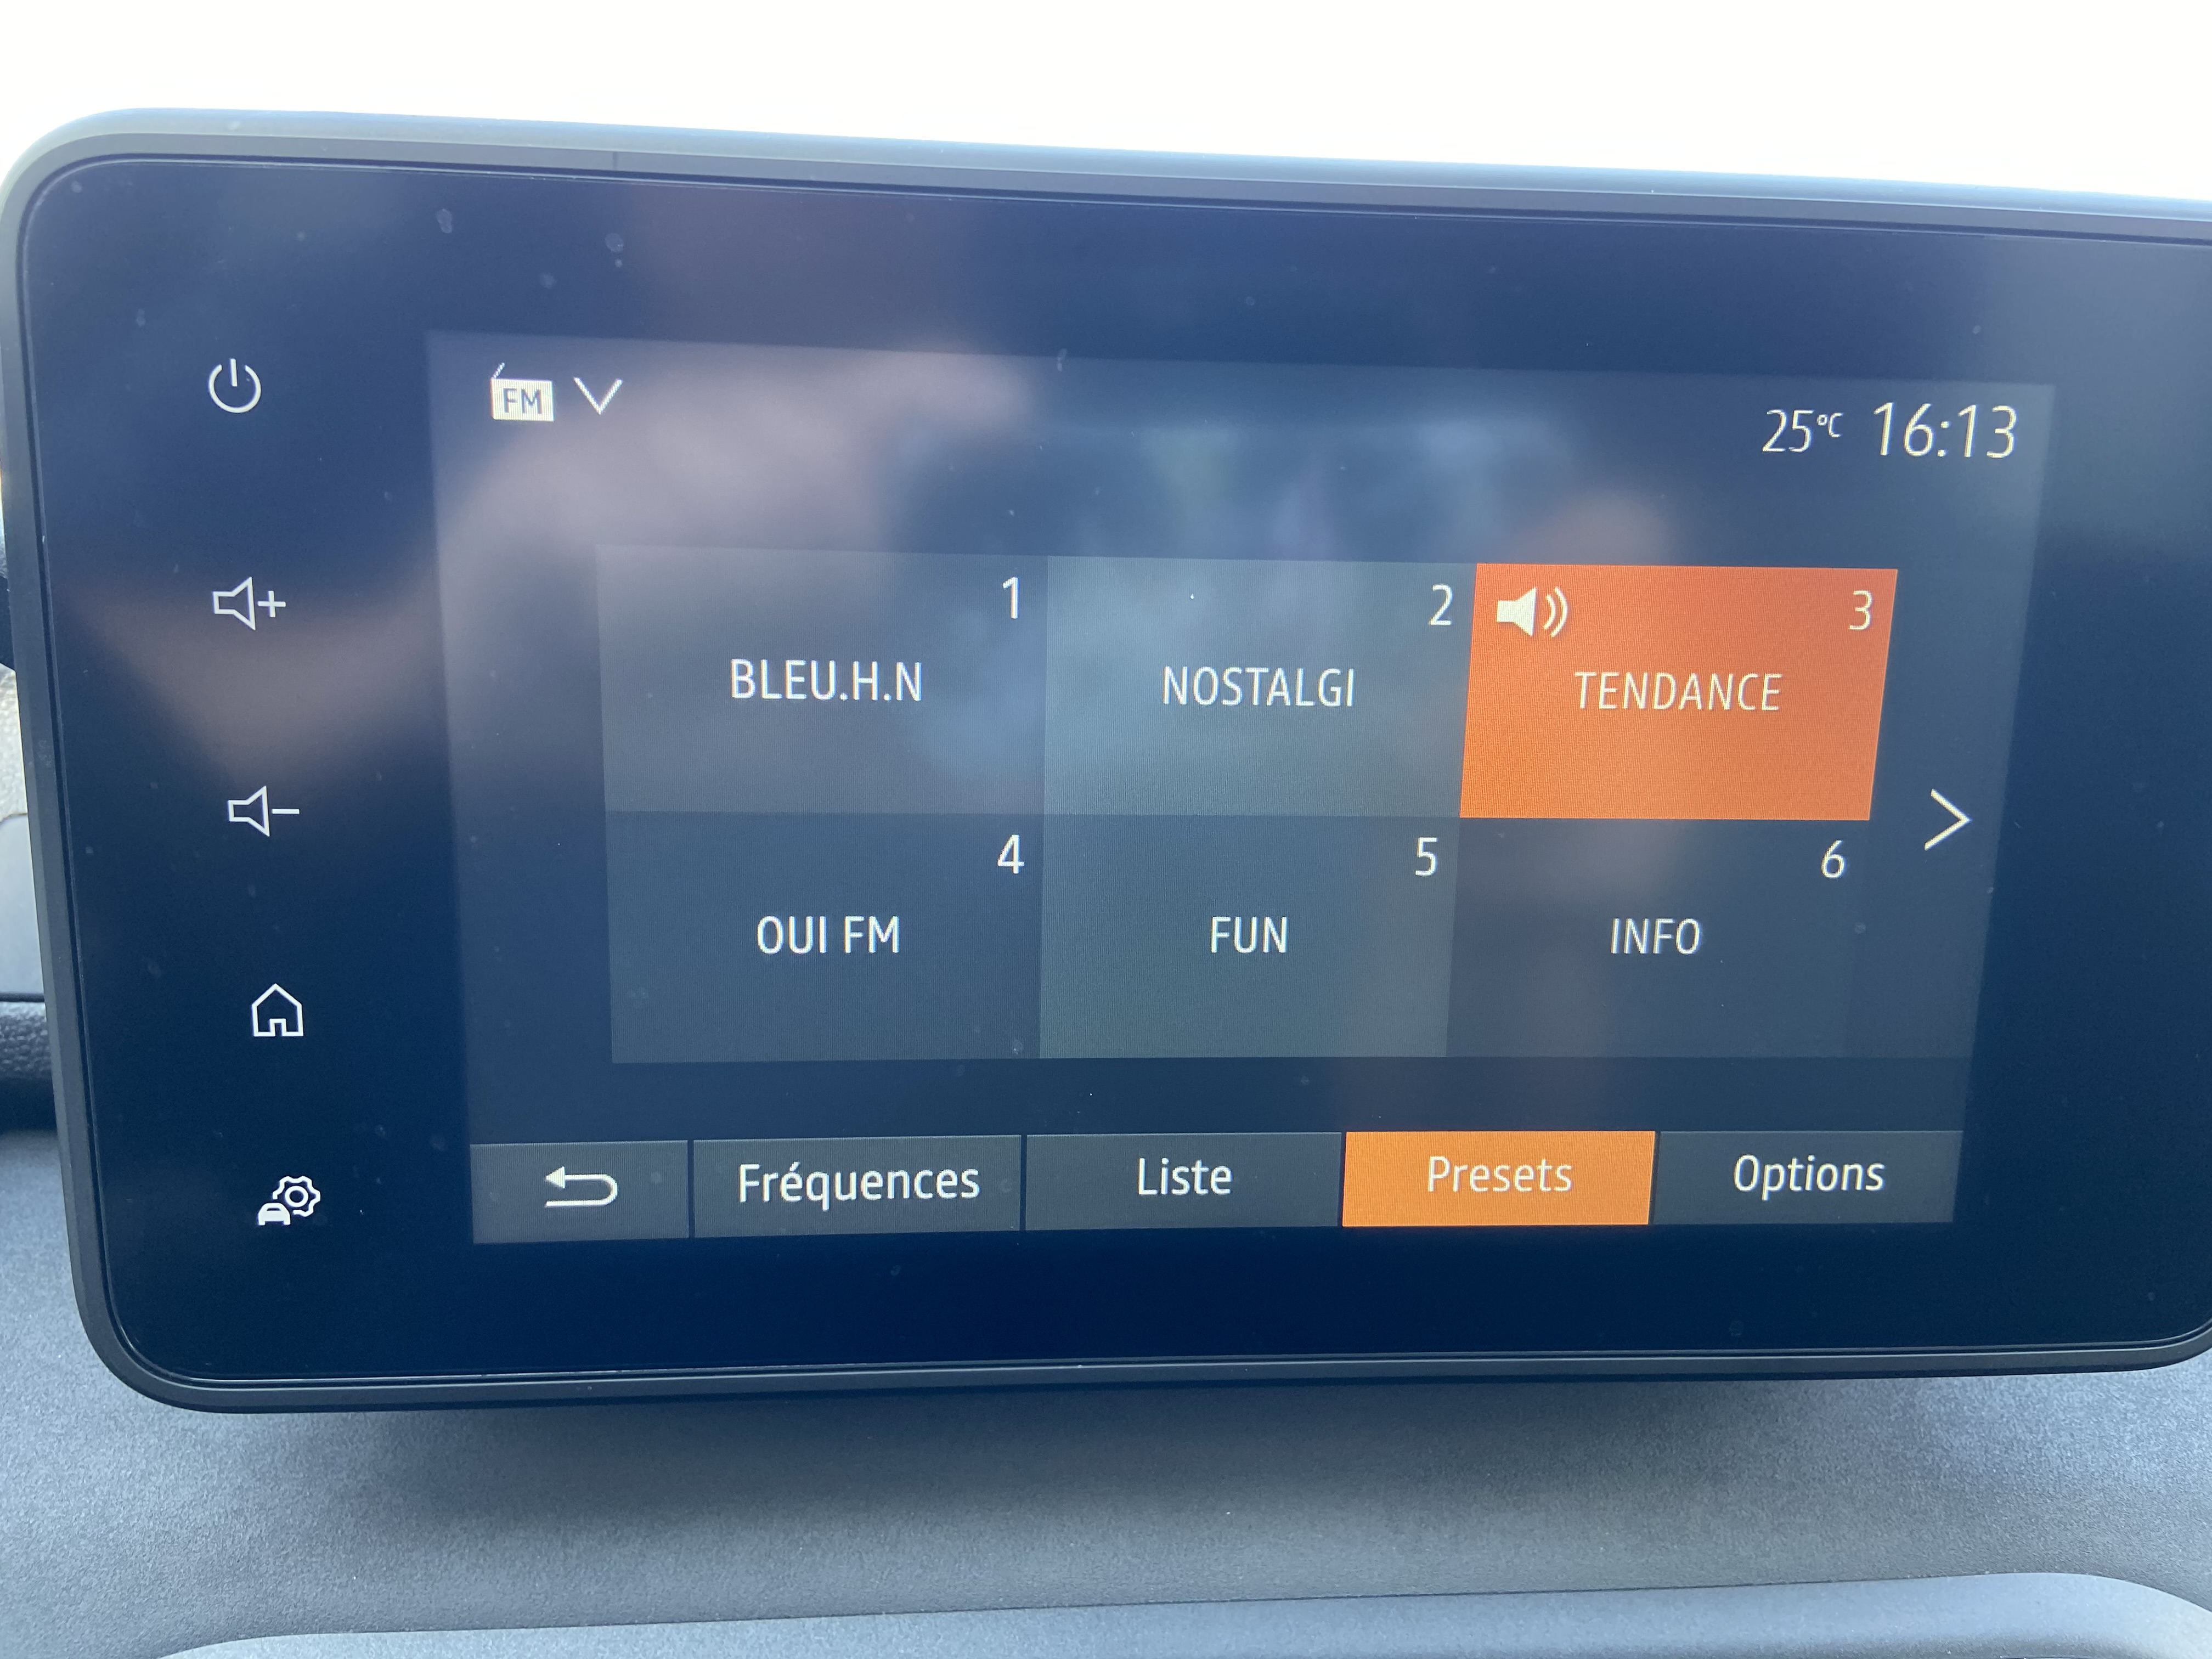 FM
25°C 16:13
1
BLEU.H.N
2
NOSTALGI
3
TENDANCE
4
OUI FM
5
FUN
6
INFO
Fréquences
Liste
Presets
Options